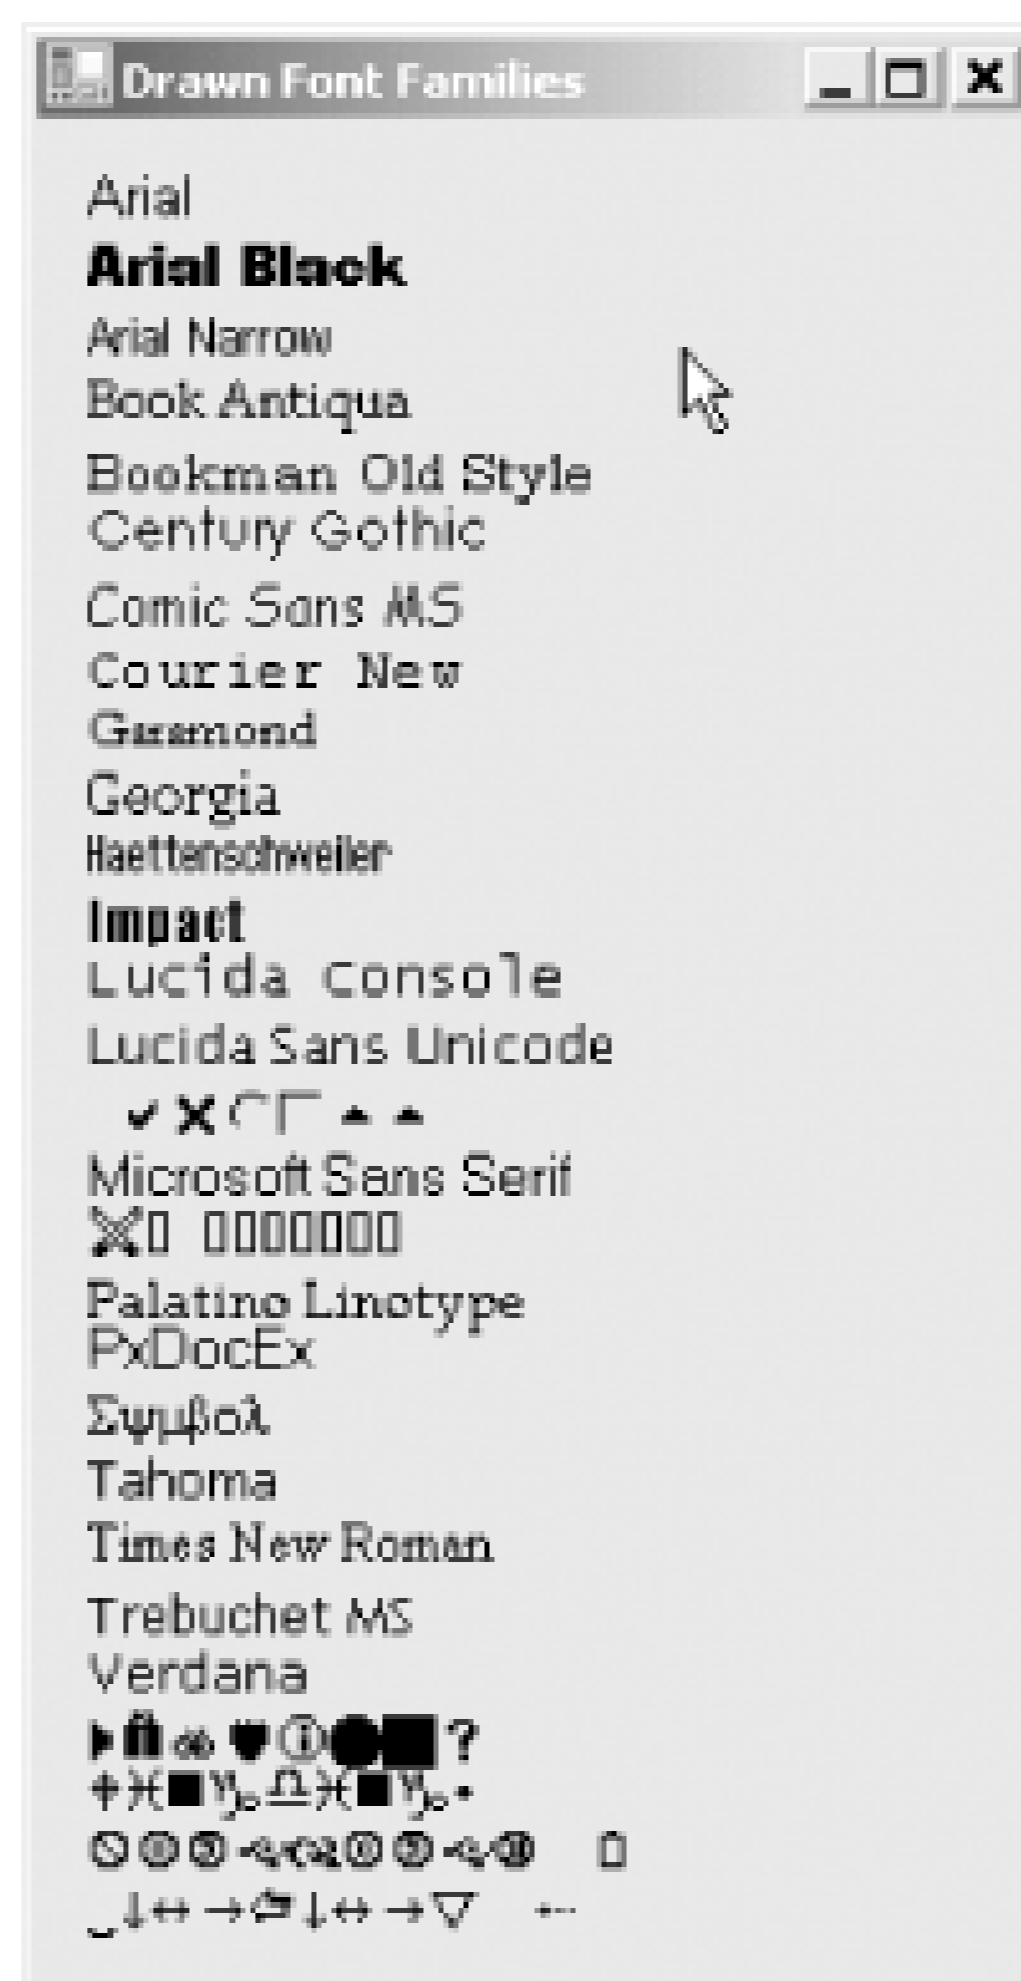 Drawn Font Families
Arial
Arial Black
Arial Narrow
Book Antiqua
Bookman Old Style
Century Gothic
Comic Sans MS
Courier New
Garamond
Georgia
Haettenschweiler
Impact
Lucida Console
Lucida Sans Unicode
Microsoft Sans Serif
Palatino Linotype
PxDocEx
Σψμβολ
Tahoma
Times New Roman
Trebuchet MS
Verdana